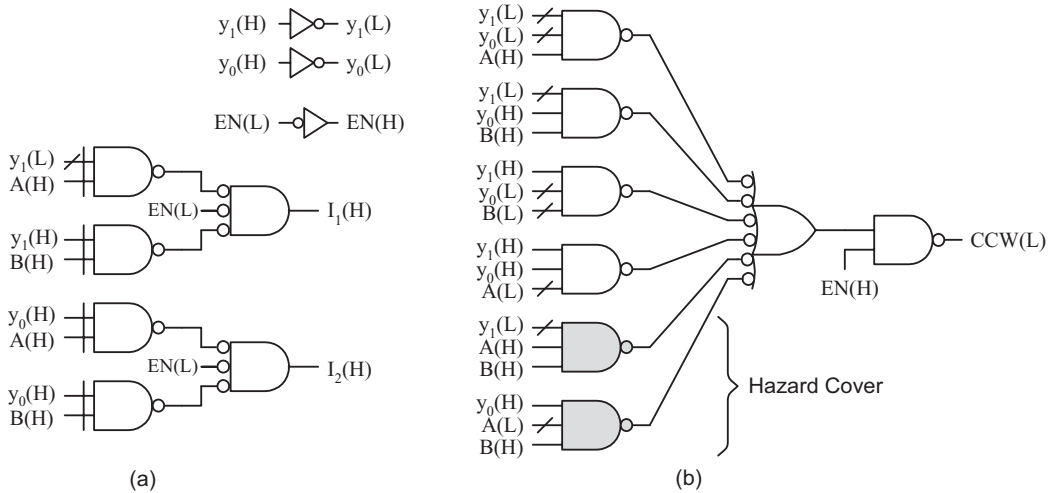 y₁(H) y₁(L)
y₀(H) y₀(L)
EN(L) EN(H)
y₁(L)
A(H)
EN(L)
I₁(H)
y₁(H)
B(H)
y₀(H)
A(H)
EN(L)
I₂(H)
y₀(H)
B(H)
(a)
y₁(L)
y₀(L)
A(H)
y₁(L)
y₀(H)
B(H)
y₁(H)
y₀(L)
B(L)
y₁(H)
y₀(H)
A(L)
y₁(L)
A(H)
B(H)
y₀(H)
A(L)
B(H)
EN(H)
CCW(L)
Hazard Cover
(b)